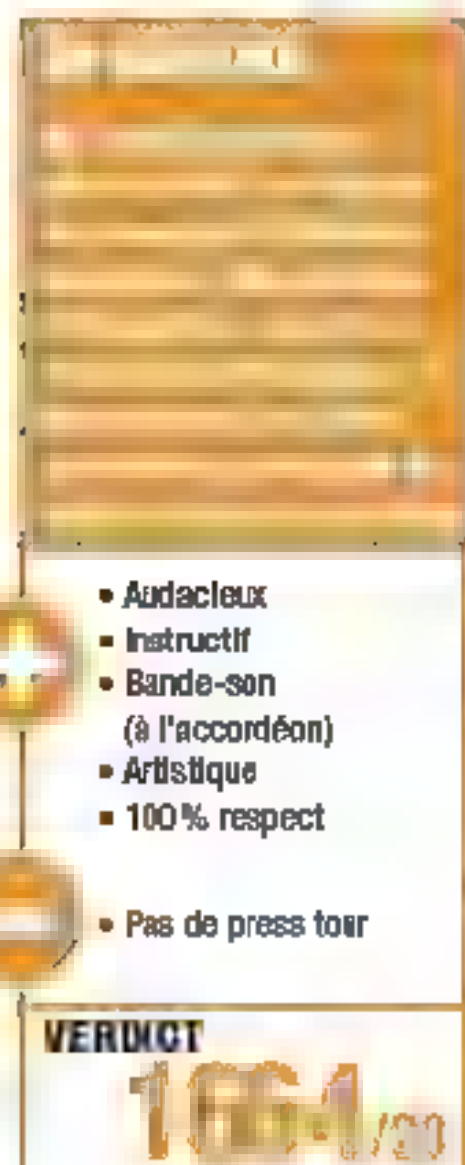 • Audacieux
• Instructif
• Bande-son
(à l'accordéon)
• Artistique
• 100 % respect
• Pas de press tour
VERDICT
1664/20